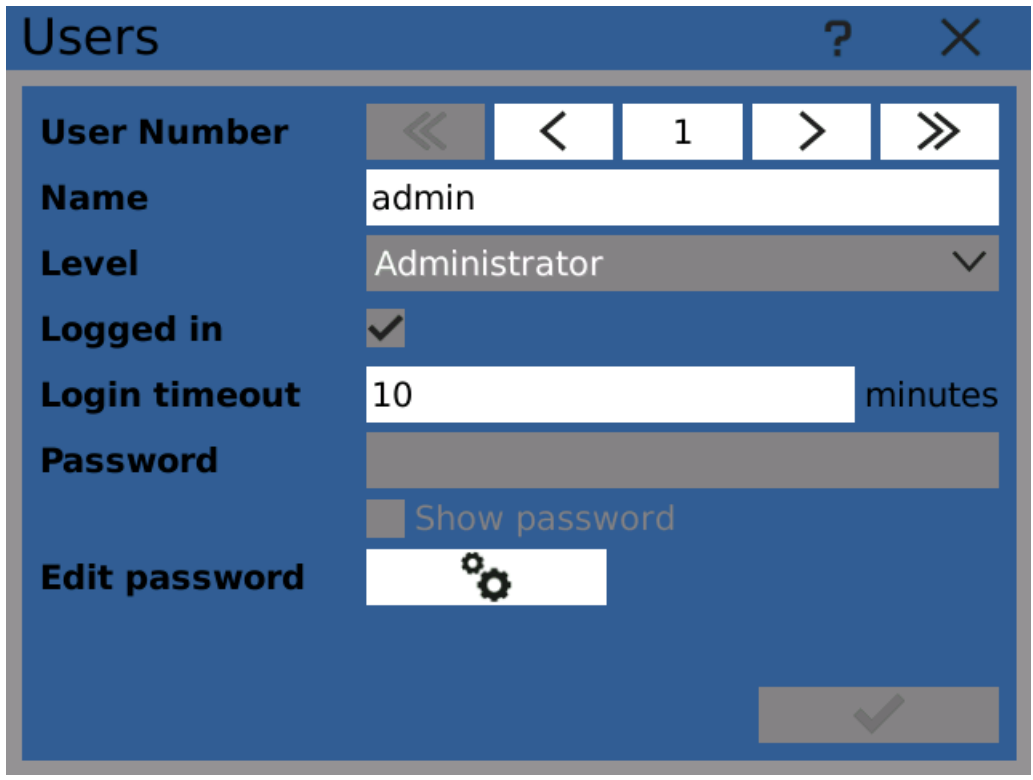 Users ?
User Number 1
Name admin
Level Administrator
Logged in
Login timeout 10 minutes
Password
Show password
Edit password